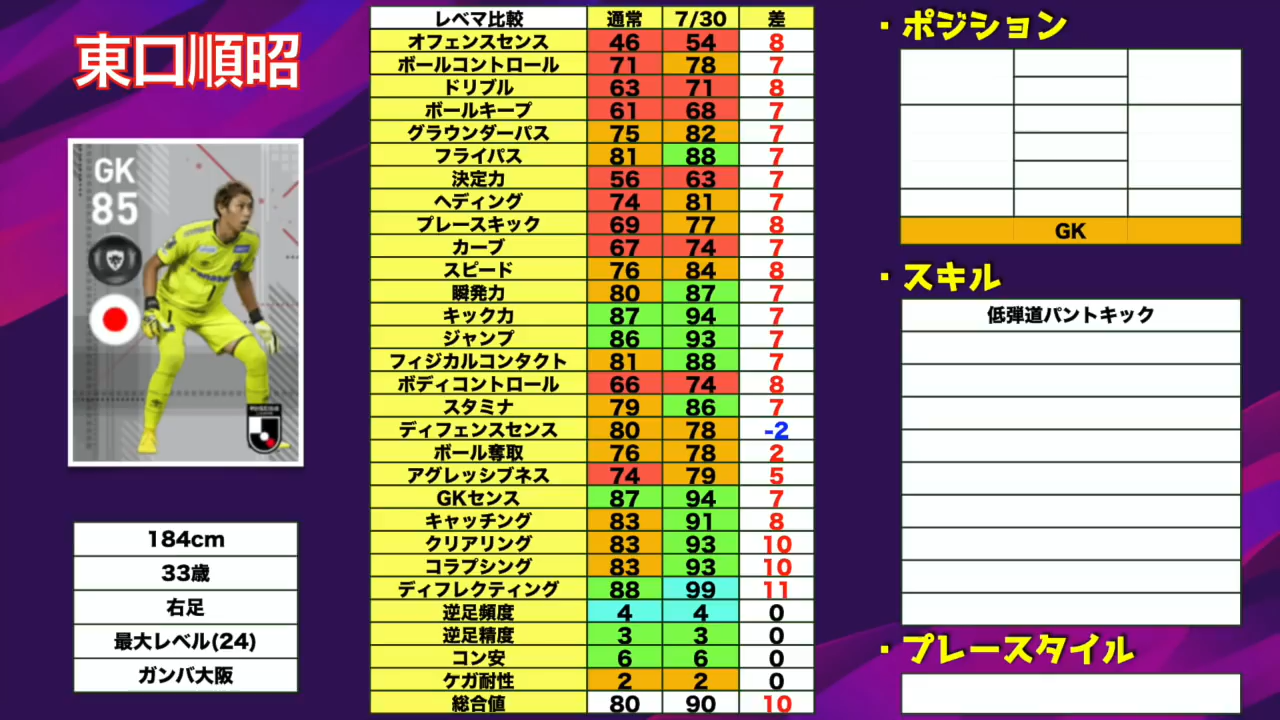 東口順昭
GK
85
184cm
33歳
右足
最大レベル(24)
ガンバ大阪
レベマ比較 通常 7/30 差
オフェンスセンス 46 54 8
ボールコントロール 71 78 7
ドリブル 63 71 8
ボールキープ 61 68 7
グラウンダーパス 75 82 7
フライパス 81 88 7
決定力 56 63 7
ヘディング 74 81 7
プレースキック 69 77 8
カーブ 67 74 7
スピード 76 84 8
瞬発力 80 87 7
キック力 87 94 7
ジャンプ 86 93 7
フィジカルコンタクト 81 88 7
ボディコントロール 66 74 8
スタミナ 79 86 7
ディフェンスセンス 80 78 -2
ボール奪取 76 78 2
アグレッシブネス 74 79 5
GKセンス 87 94 7
キャッチング 83 91 8
クリアリング 83 93 10
コラプシング 83 93 10
ディフレクティング 88 99 11
逆足頻度 4 4 0
逆足精度 3 3 0
コン安 6 6 0
ケガ耐性 2 2 0
総合値 80 90 10
・ポジション
GK
・スキル
低弾道パントキック
・プレースタイル